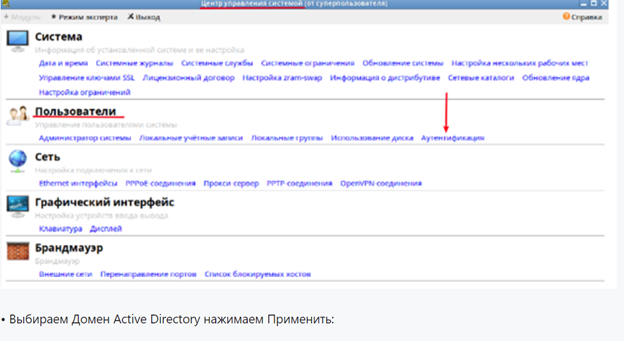 Центр управления системой (от суперпользователя)
Модули Режим эксперта Выход Справка
Система
Информация об установленной системе и ее настройка
Дата и время Системные журналы Системные службы Системные ограничения Обновление системы Настройка нескольких рабочих мест
Управление ключами SSL Лицензионный договор Настройка zram-swap Информация о дистрибутиве Сетевые каталоги Обновление ядра
Настройка ограничений
Пользователи
Управление пользователями системы
Администратор системы Локальные учётные записи Локальные группы Использование диска Аутентификация
Сеть
Настройка подключения к сети
Ethernet-интерфейсы PPPoE-соединения Прокси-сервер PPTP-соединения OpenVPN-соединения
Графический интерфейс
Настройка устройств ввода-вывода
Клавиатура Дисплей
Брандмауэр
Брандмауэр
Внешние сети Перенаправление портов Список блокируемых хостов
• Выбираем Домен Active Directory нажимаем Применить: